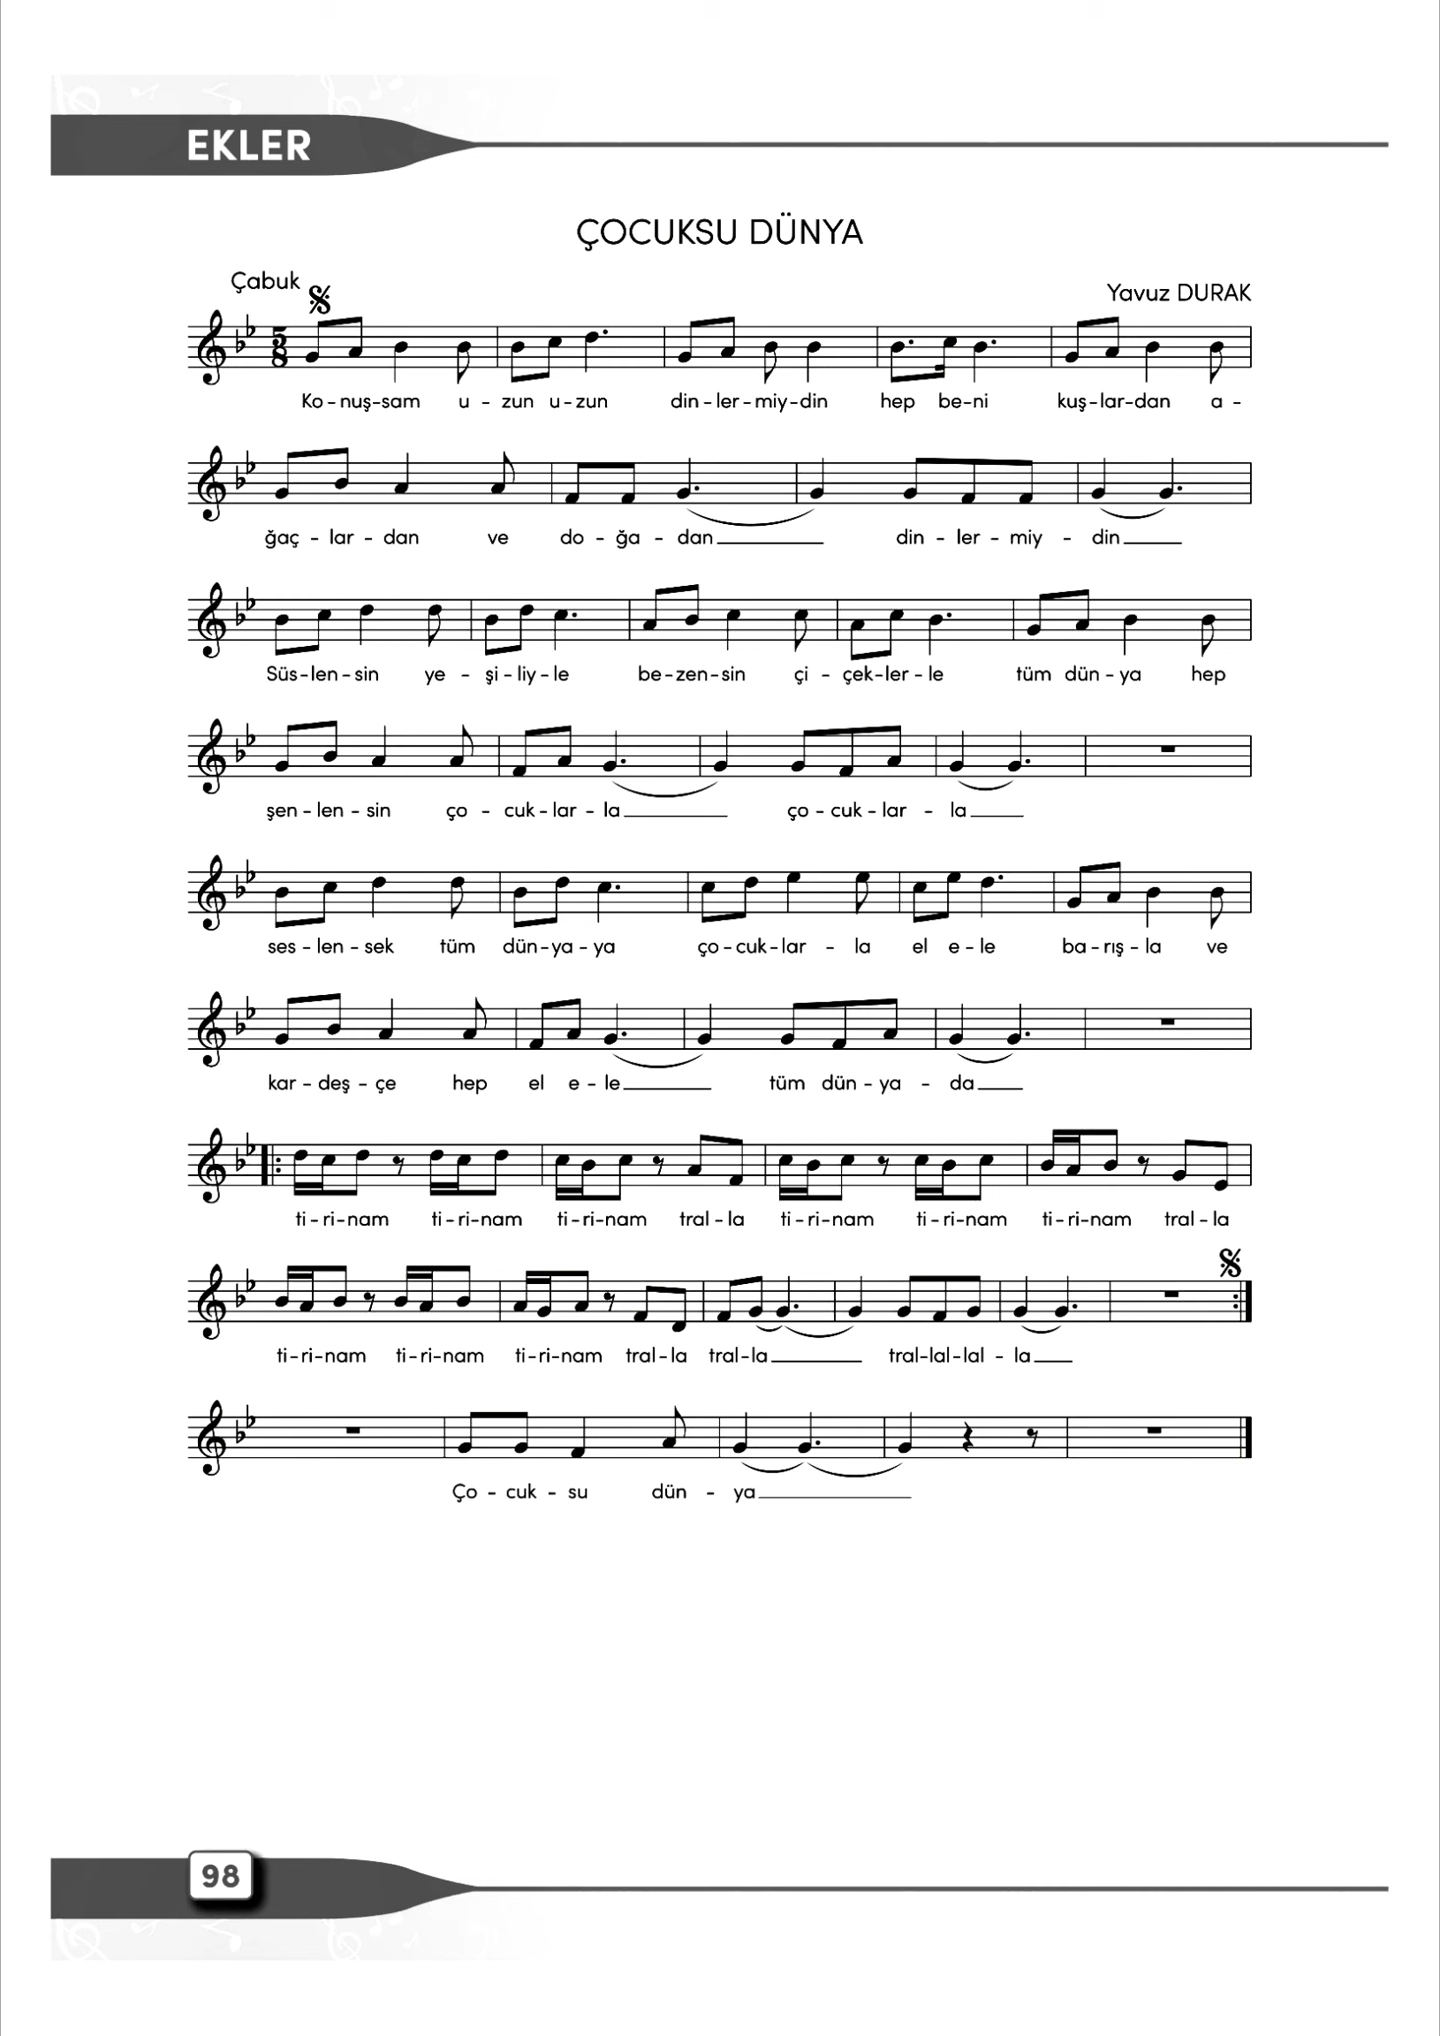 EKLER
ÇOCUKSU DÜNYA
Çabuk
Yavuz DURAK
5
8
Ko-nuş-sam u - zun u-zun din-ler-miy-din hep be-ni kuş-lar-dan a -
ğaç - lar - dan ve do - ğa - dan din - ler - miy - din
Süs-len-sin ye - şi-liy-le be-zen-sin çi - çek-ler-le tüm dün-ya hep
şen-len-sin ço - cuk-lar-la ço-cuk-lar - la
ses-len-sek tüm dün-ya-ya ço-cuk-lar - la el e-le ba-rış-la ve
kar-deş-çe hep el e-le tüm dün-ya - da
ti-ri-nam ti-ri-nam ti-ri-nam tral-la ti-ri-nam ti-ri-nam ti-ri-nam tral-la
ti-ri-nam ti-ri-nam ti-ri-nam tral-la tral-la tral-lal-lal - la
Ço - cuk - su dün - ya
98